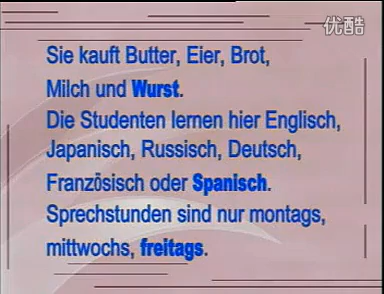 优酷
Sie kauft Butter, Eier, Brot,
Milch und Wurst.
Die Studenten lernen hier Englisch,
Japanisch, Russisch, Deutsch,
Französisch oder Spanisch.
Sprechstunden sind nur montags,
mittwochs, freitags.